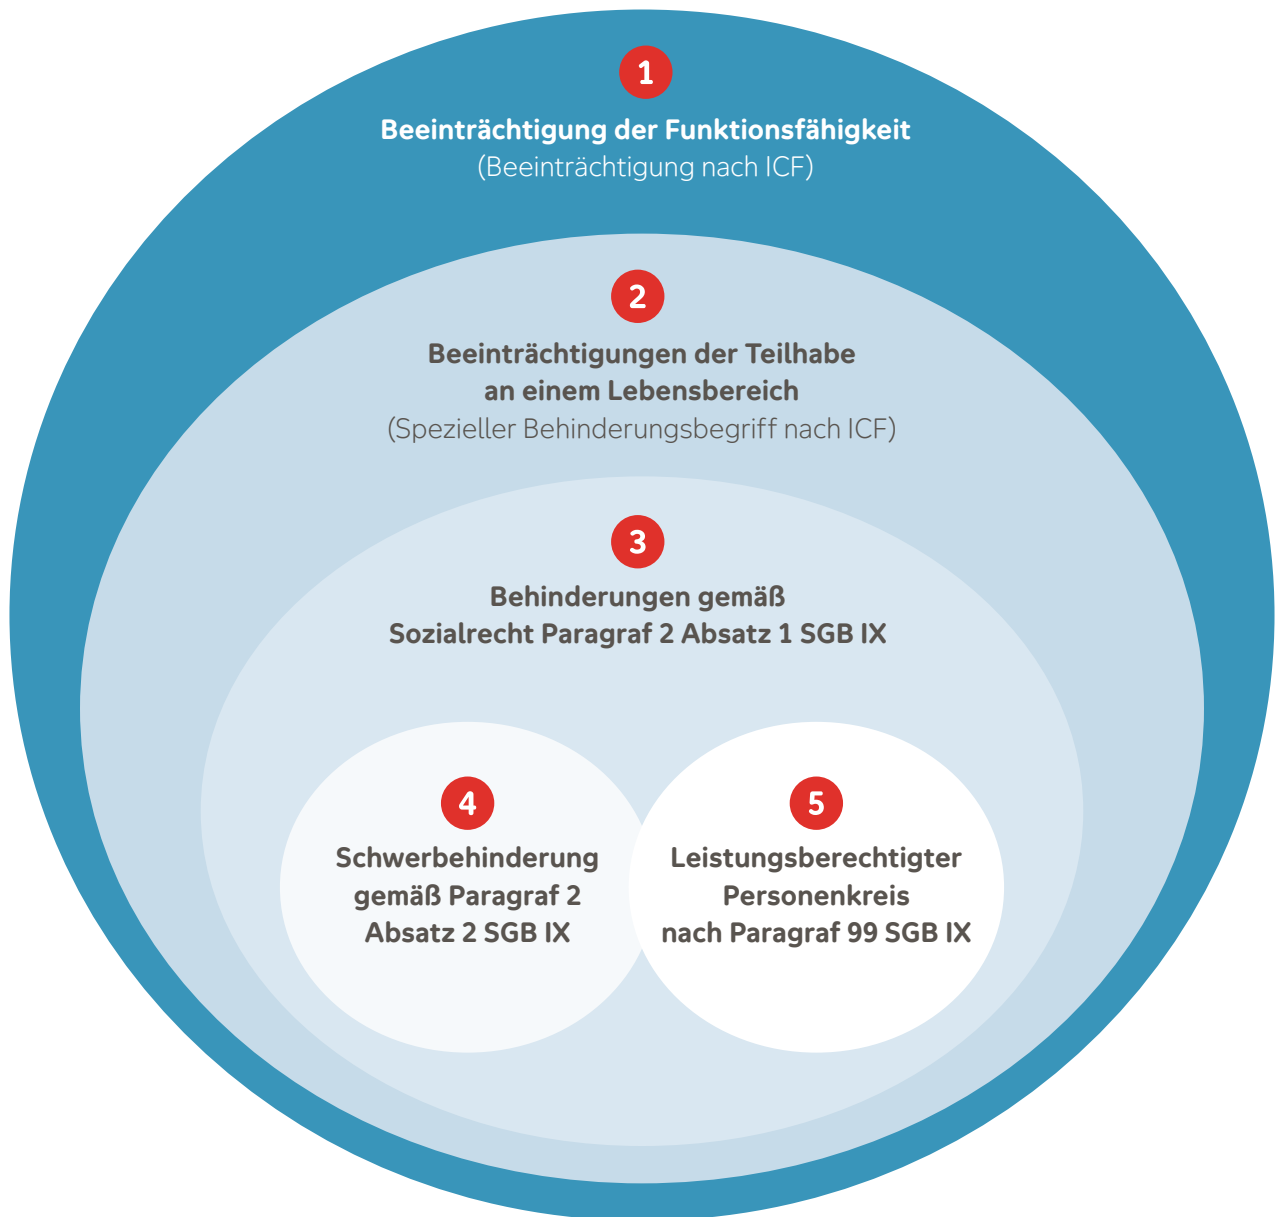 1
Beeinträchtigung der Funktionsfähigkeit
(Beeinträchtigung nach ICF)
2
Beeinträchtigungen der Teilhabe
an einem Lebensbereich
(Spezieller Behinderungsbegriff nach ICF)
3
Behinderungen gemäß
Sozialrecht Paragraf 2 Absatz 1 SGB IX
4
Schwerbehinderung
gemäß Paragraf 2
Absatz 2 SGB IX
5
Leistungsberechtigter
Personenkreis
nach Paragraf 99 SGB IX